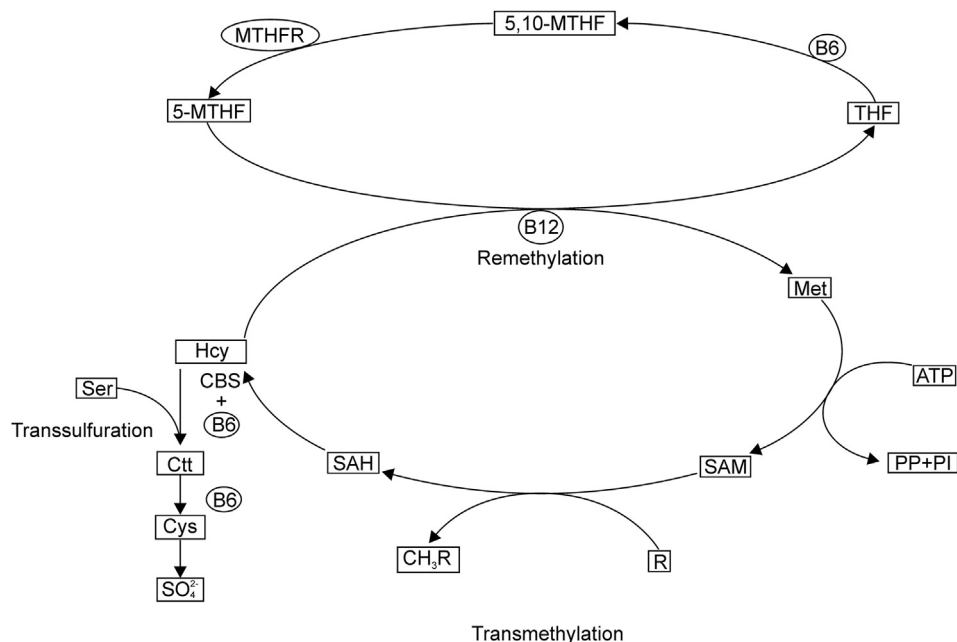 5,10-MTHF
MTHFR
B6
5-MTHF
THF
B12
Remethylation
Met
Hcy
CBS
+
B6
Ser
ATP
Transsulfuration
Ctt
SAH
SAM
PP+PI
B6
Cys
CH₃R
R
SO₄²⁻
Transmethylation